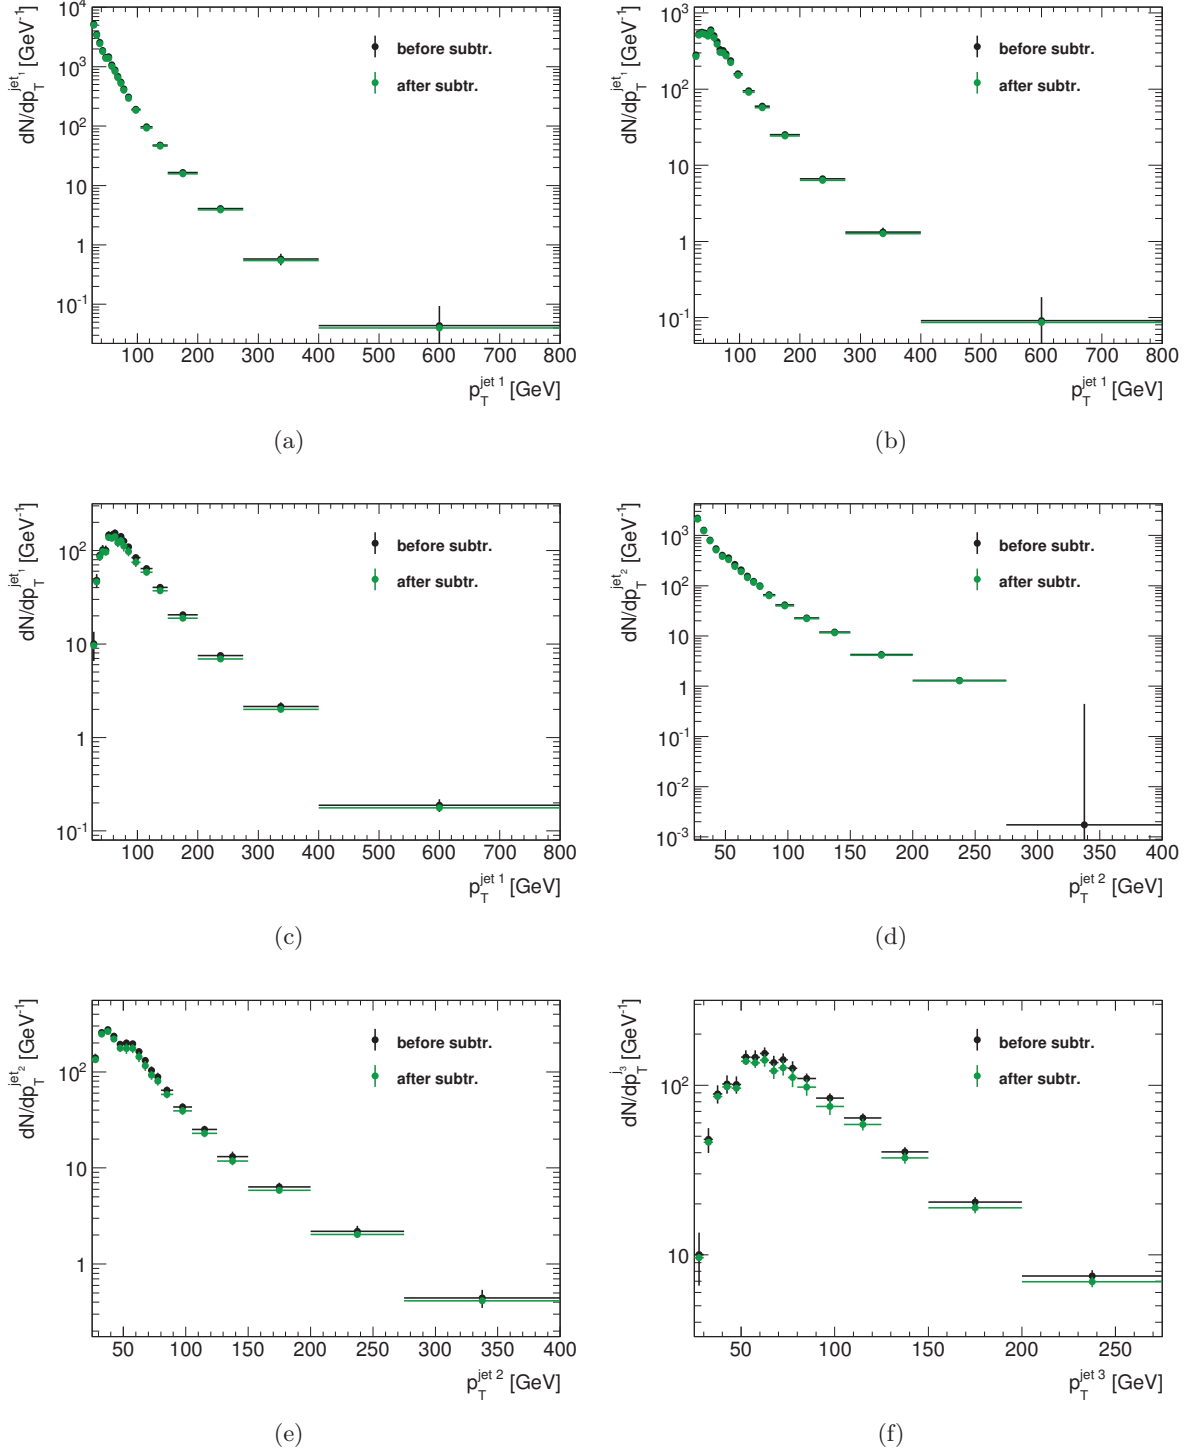 dN/dp_T^{jet_1} [GeV^{-1}]
10^4
10^3
10^2
10
1
10^{-1}
before subtr.
after subtr.
100 200 300 400 500 600 700 800
p_T^{jet 1} [GeV]
(a)
dN/dp_T^{jet_1} [GeV^{-1}]
10^3
10^2
10
1
10^{-1}
before subtr.
after subtr.
100 200 300 400 500 600 700 800
p_T^{jet 1} [GeV]
(b)
dN/dp_T^{jet_1} [GeV^{-1}]
10^2
10
1
10^{-1}
before subtr.
after subtr.
100 200 300 400 500 600 700 800
p_T^{jet 1} [GeV]
(c)
dN/dp_T^{jet_2} [GeV^{-1}]
10^3
10^2
10
1
10^{-1}
10^{-2}
10^{-3}
before subtr.
after subtr.
50 100 150 200 250 300 350 400
p_T^{jet 2} [GeV]
(d)
dN/dp_T^{jet_2} [GeV^{-1}]
10^2
10
1
before subtr.
after subtr.
50 100 150 200 250 300 350 400
p_T^{jet 2} [GeV]
(e)
dN/dp_T^{j_3} [GeV^{-1}]
10^2
10
before subtr.
after subtr.
50 100 150 200 250
p_T^{jet 3} [GeV]
(f)